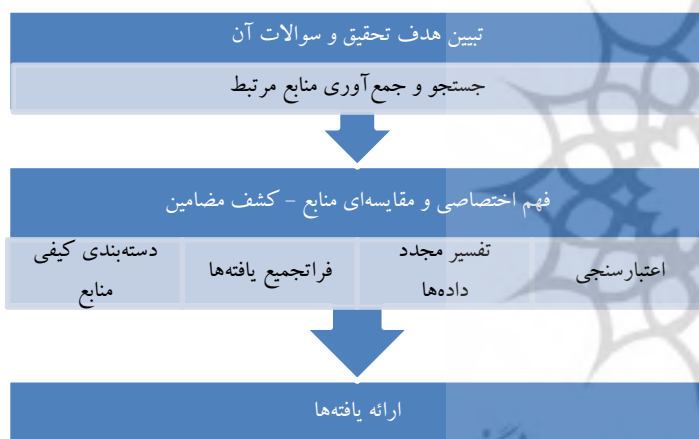 تبیین هدف تحقیق و سوالات آن
جستجو و جمع‌آوری منابع مرتبط
فهم اختصاصی و مقایسه‌ای منابع – کشف مضامین
اعتبارسنجی
تفسیر مجدد
داده‌ها
فراتجمیع یافته‌ها
دسته‌بندی کیفی
منابع
ارائه یافته‌ها